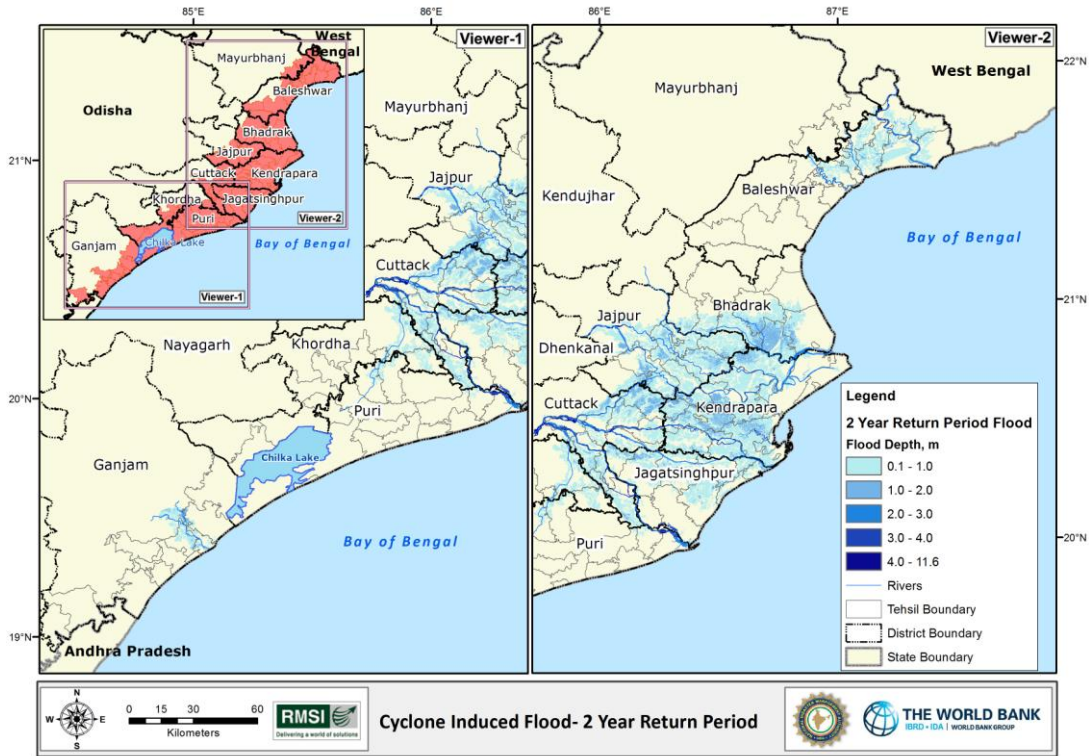 85°E
86°E
86°E
87°E
Viewer-1
Viewer-2
22°N
21°N
21°N
20°N
20°N
19°N
West
Bengal
Mayurbhanj
Baleshwar
Odisha
Bhadrak
Jajpur
Cuttack
Kendrapara
Khordha
Jagatsinghpur
Puri
Viewer-2
Ganjam
Chilka Lake
Bay of Bengal
Viewer-1
Mayurbhanj
Jajpur
Cuttack
Nayagarh
Khordha
Puri
Ganjam
Chilka Lake
Bay of Bengal
Andhra Pradesh
West Bengal
Mayurbhanj
Kendujhar
Baleshwar
Bay of Bengal
Bhadrak
Jajpur
Dhenkanal
Cuttack
Kendrapara
Jagatsinghpur
Puri
Legend
2 Year Return Period Flood
Flood Depth, m
0.1 - 1.0
1.0 - 2.0
2.0 - 3.0
3.0 - 4.0
4.0 - 11.6
Rivers
Tehsil Boundary
District Boundary
State Boundary
N
W
E
S
0 15 30 60
Kilometers
RMSI
Delivering a world of solutions
Cyclone Induced Flood- 2 Year Return Period
THE WORLD BANK
IBRD • IDA | WORLD BANK GROUP